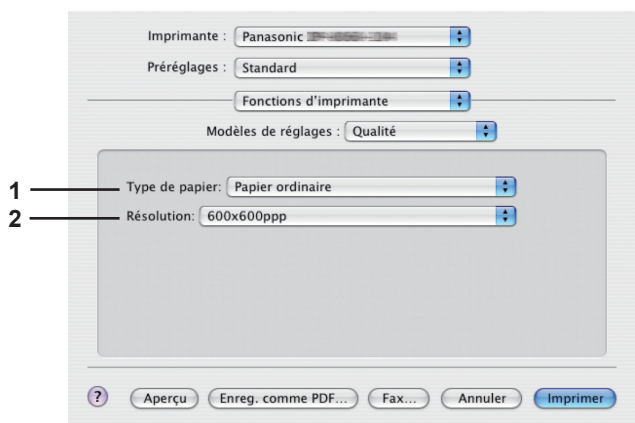 Imprimante : Panasonic
Préréglages : Standard
Fonctions d'imprimante
Modèles de réglages : Qualité
1 Type de papier: Papier ordinaire
2 Résolution: 600x600ppp
? Aperçu Enreg. comme PDF... Fax... Annuler Imprimer